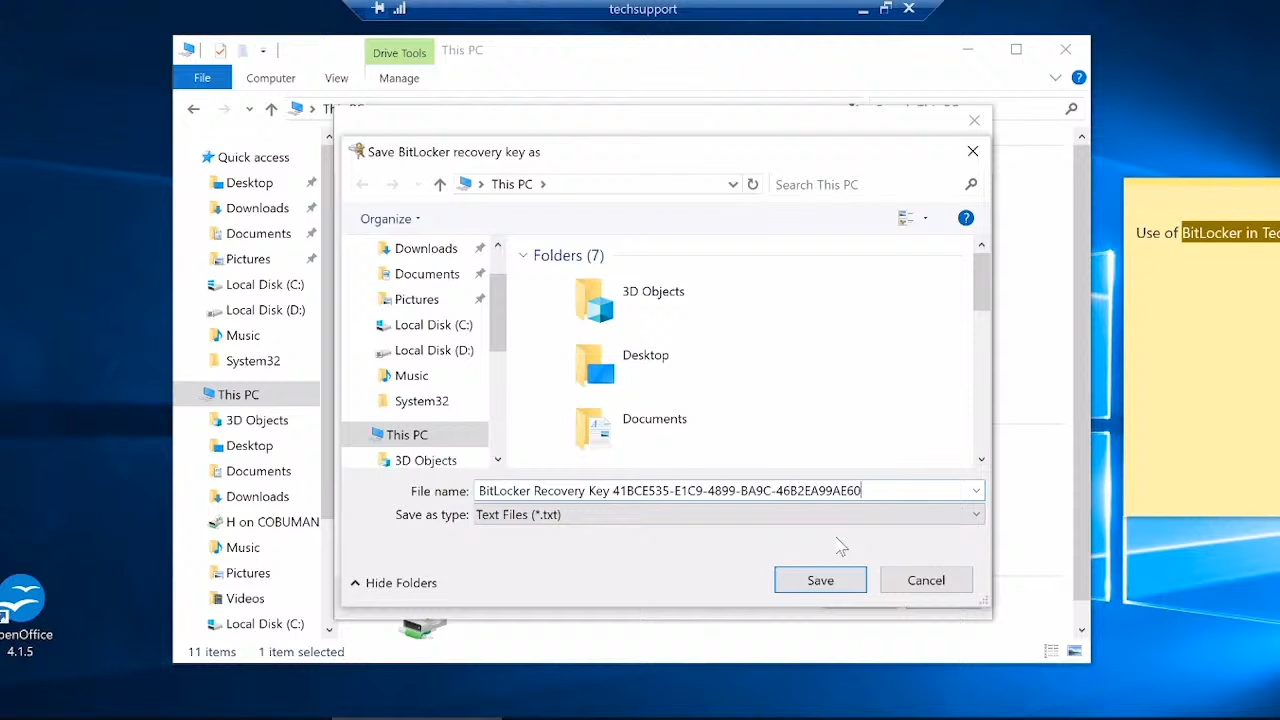 techsupport
Drive Tools
This PC
File
Computer
View
Manage
Save BitLocker recovery key as
This PC
Search This PC
Organize
Quick access
Desktop
Downloads
Documents
Pictures
Local Disk (C:)
Local Disk (D:)
Music
System32
This PC
3D Objects
Desktop
Documents
Downloads
H on COBUMAN
Music
Pictures
Videos
Local Disk (C:)
Downloads
Documents
Pictures
Local Disk (C:)
Local Disk (D:)
Music
System32
This PC
3D Objects
Folders (7)
3D Objects
Desktop
Documents
File name: BitLocker Recovery Key 41BCE535-E1C9-4899-BA9C-46B2EA99AE60
Save as type: Text Files (*.txt)
Hide Folders
Save
Cancel
11 items
1 item selected
Use of BitLocker in Tec
penOffice
4.1.5